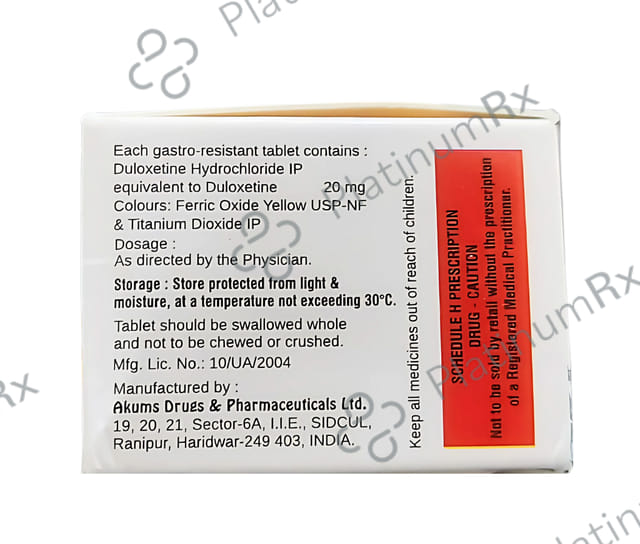 Each gastro-resistant tablet contains :
Duloxetine Hydrochloride IP
equivalent to Duloxetine 20 mg
Colours: Ferric Oxide Yellow USP-NF
& Titanium Dioxide IP
Dosage :
As directed by the Physician.
Storage : Store protected from light &
moisture, at a temperature not exceeding 30°C.
Tablet should be swallowed whole
and not to be chewed or crushed.
Mfg. Lic. No.: 10/UA/2004
Manufactured by :
Akums Drugs & Pharmaceuticals Ltd.
19, 20, 21, Sector-6A, I.I.E., SIDCUL,
Ranipur, Haridwar-249 403, INDIA.
Keep all medicines out of reach of children.
SCHEDULE H PRESCRIPTION
DRUG - CAUTION
Not to be sold by retail without the proscription
of a Registered Medical Practitioner.
Platin
PlatinumRx
PlatinumRx
Rx
atin